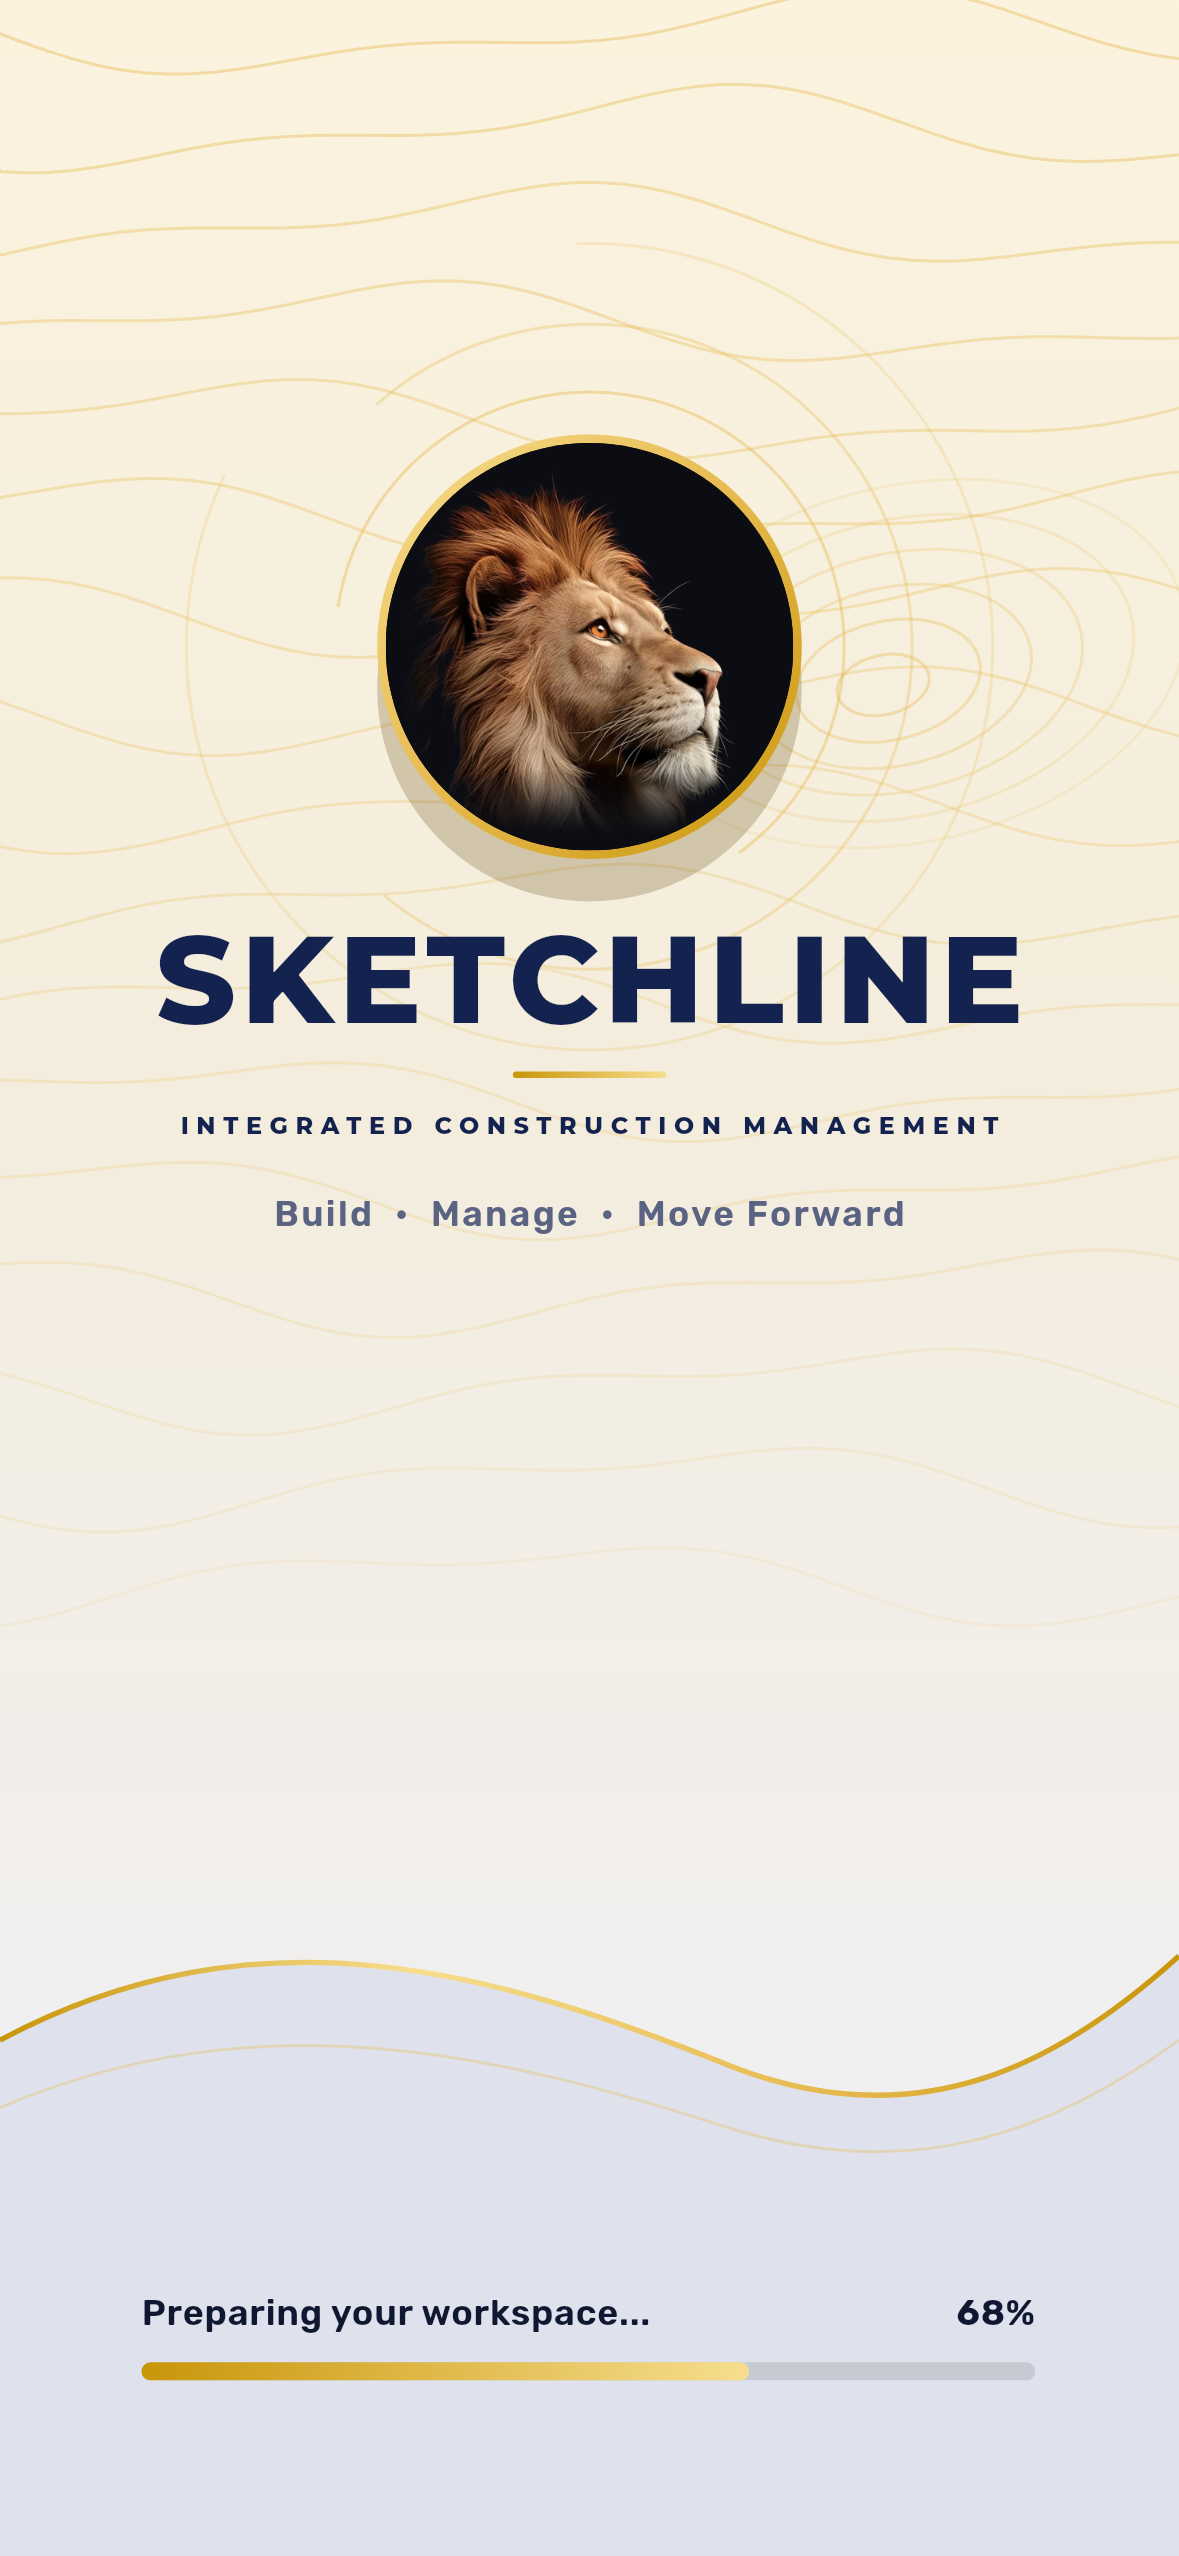 SKETCHLINE
INTEGRATED CONSTRUCTION MANAGEMENT
Build • Manage • Move Forward
Preparing your workspace... 68%